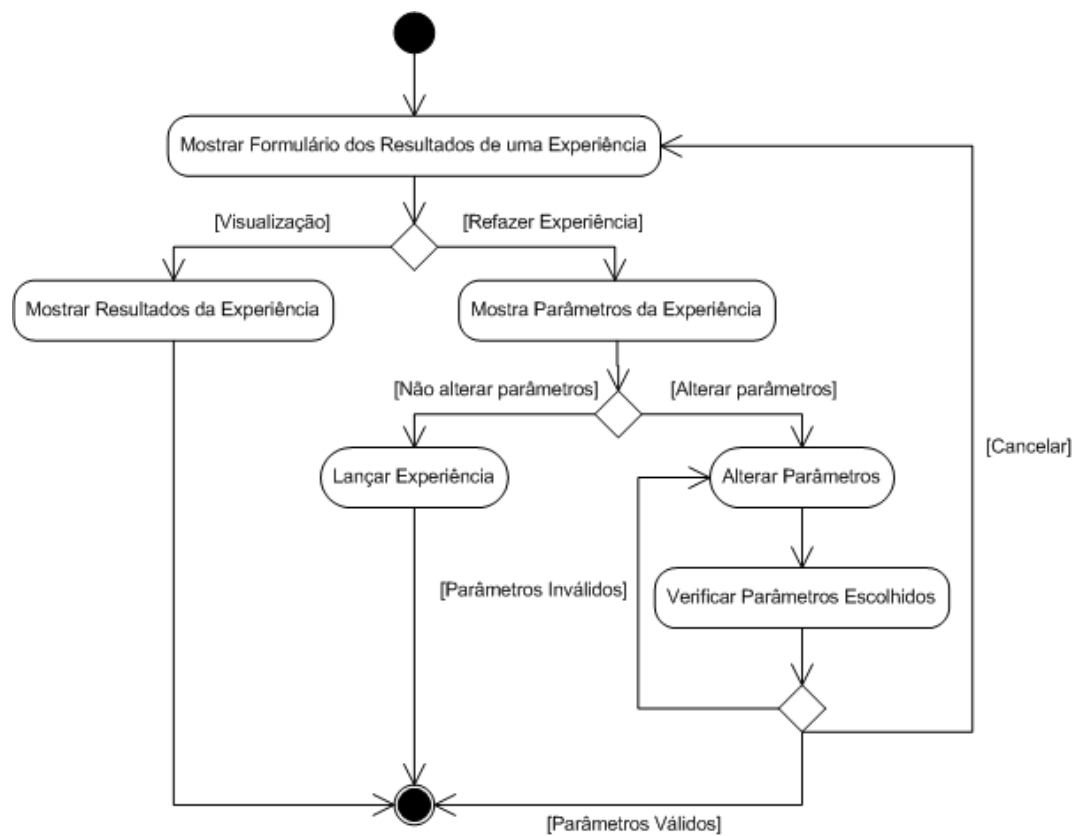 Mostrar Formulário dos Resultados de uma Experiência
[Visualização]
[Refazer Experiência]
Mostrar Resultados da Experiência
Mostra Parâmetros da Experiência
[Não alterar parâmetros]
[Alterar parâmetros]
[Cancelar]
Lançar Experiência
Alterar Parâmetros
[Parâmetros Inválidos]
Verificar Parâmetros Escolhidos
[Parâmetros Válidos]